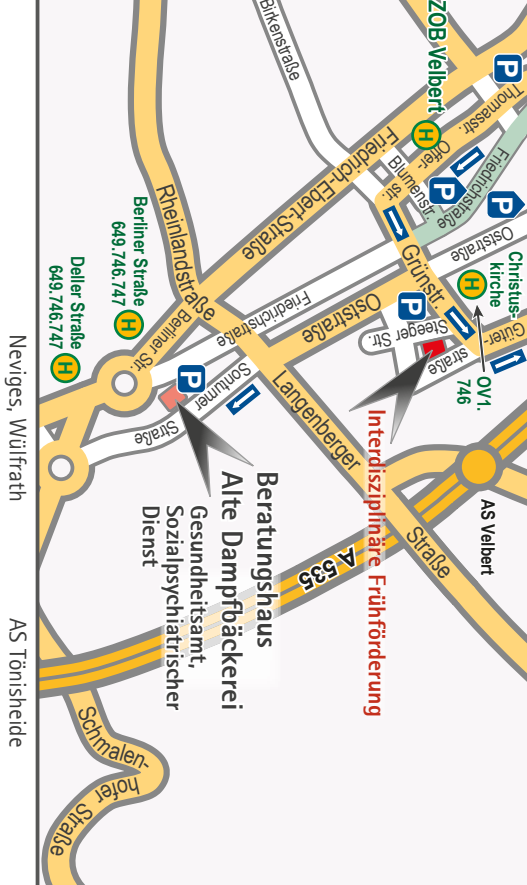 Birkenstraße
ZOB Velbert
H
P
Thomasstr.
Offer-
str.
Blumenstr.
P
Friedrichstraße
P
Friedrich-Ebert-Straße
Oststraße
Christus-
kirche
H
Grünstr.
Güter-
straße
OV1.
746
Rheinlandstraße
Berliner Straße
649.746.747
H
Deller Straße
649.746.747
H
Berliner Str.
Friedrichstraße
Oststraße
P
Steeger Str.
Sontumer
Straße
P
Langenberger
Straße
Interdisziplinäre Frühförderung
AS Velbert
A 535
Beratungshaus
Alte Dampfbäckerei
Gesundheitsamt,
Sozialpsychiatrischer
Dienst
Schmalen-
hofer Straße
Neviges, Wülfrath
AS Tönisheide